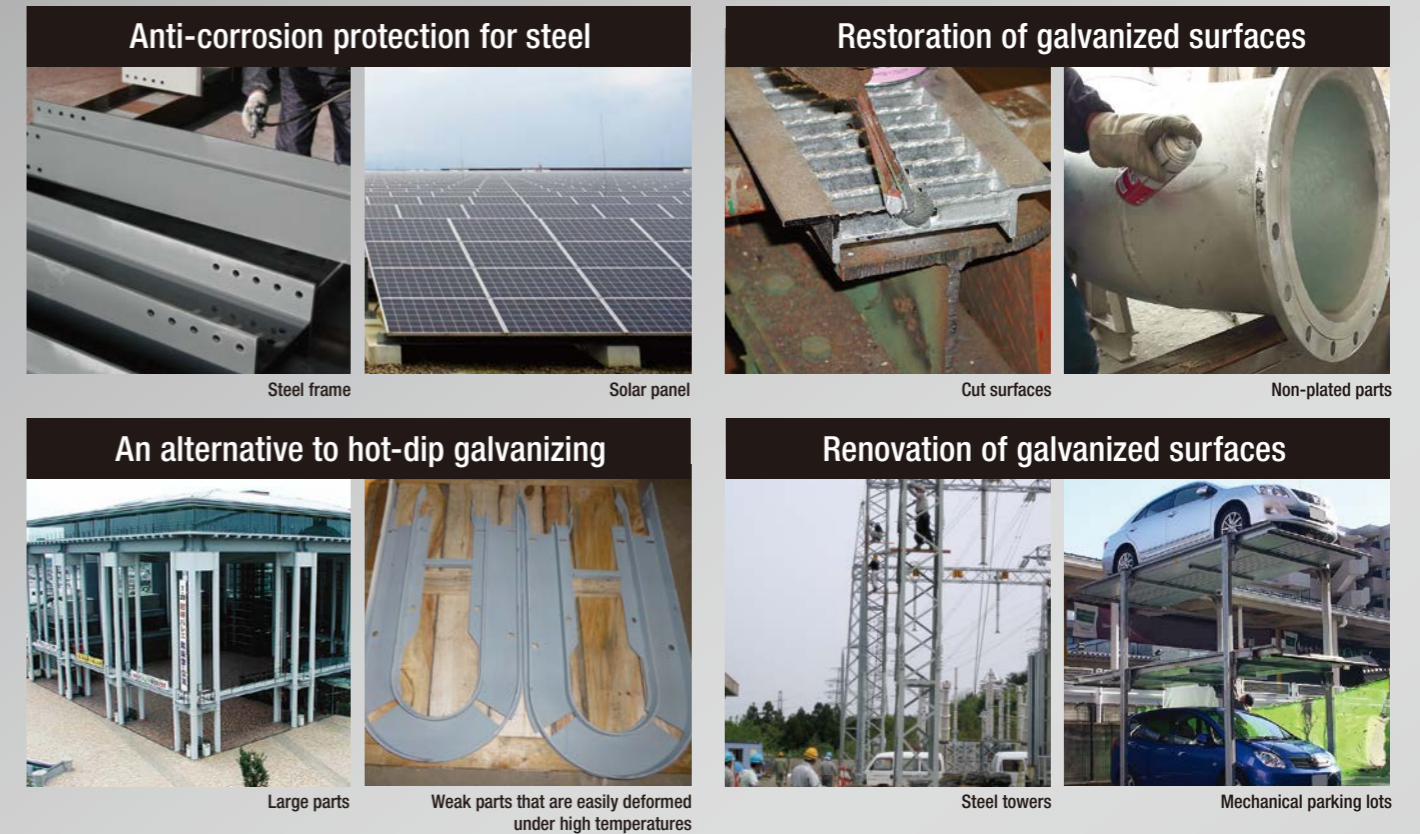 Anti-corrosion protection for steel
Steel frame
Solar panel
Restoration of galvanized surfaces
Cut surfaces
Non-plated parts
An alternative to hot-dip galvanizing
Large parts
Weak parts that are easily deformed
under high temperatures
Renovation of galvanized surfaces
Steel towers
Mechanical parking lots